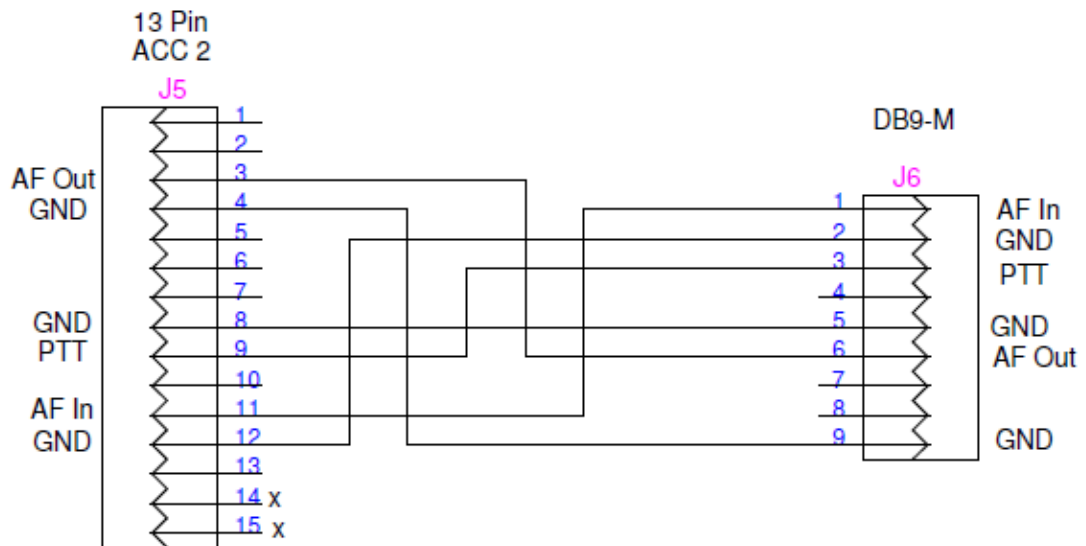 13 Pin
ACC 2
J5
1
2
AF Out 3
GND 4
5
6
7
GND 8
PTT 9
10
AF In 11
GND 12
13
14 x
15 x
DB9-M
J6
1 AF In
2 GND
3 PTT
4
5 GND
6 AF Out
7
8
9 GND